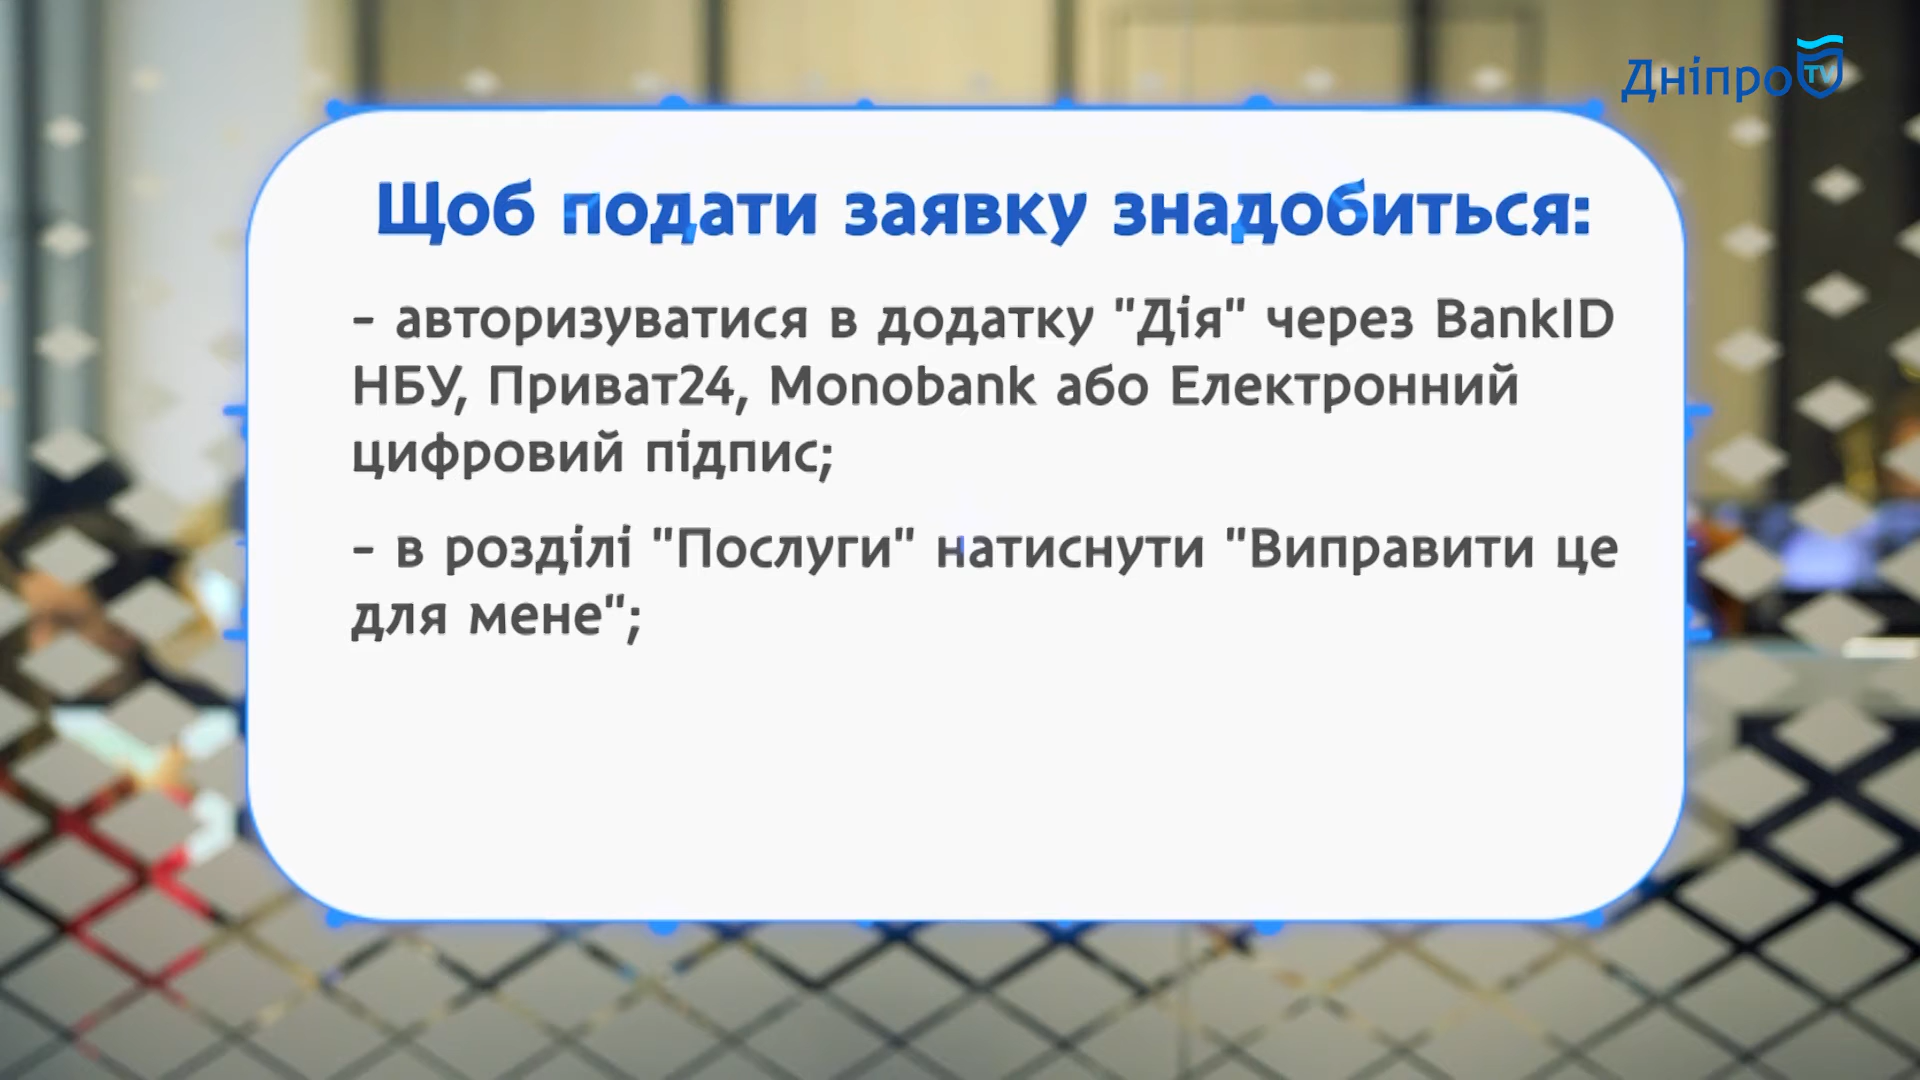 Дніпро TV
Щоб подати заявку знадобиться:
- авторизуватися в додатку "Дія" через BankID
НБУ, Приват24, Monobank або Електронний
цифровий підпис;
- в розділі "Послуги" натиснути "Виправити це
для мене";